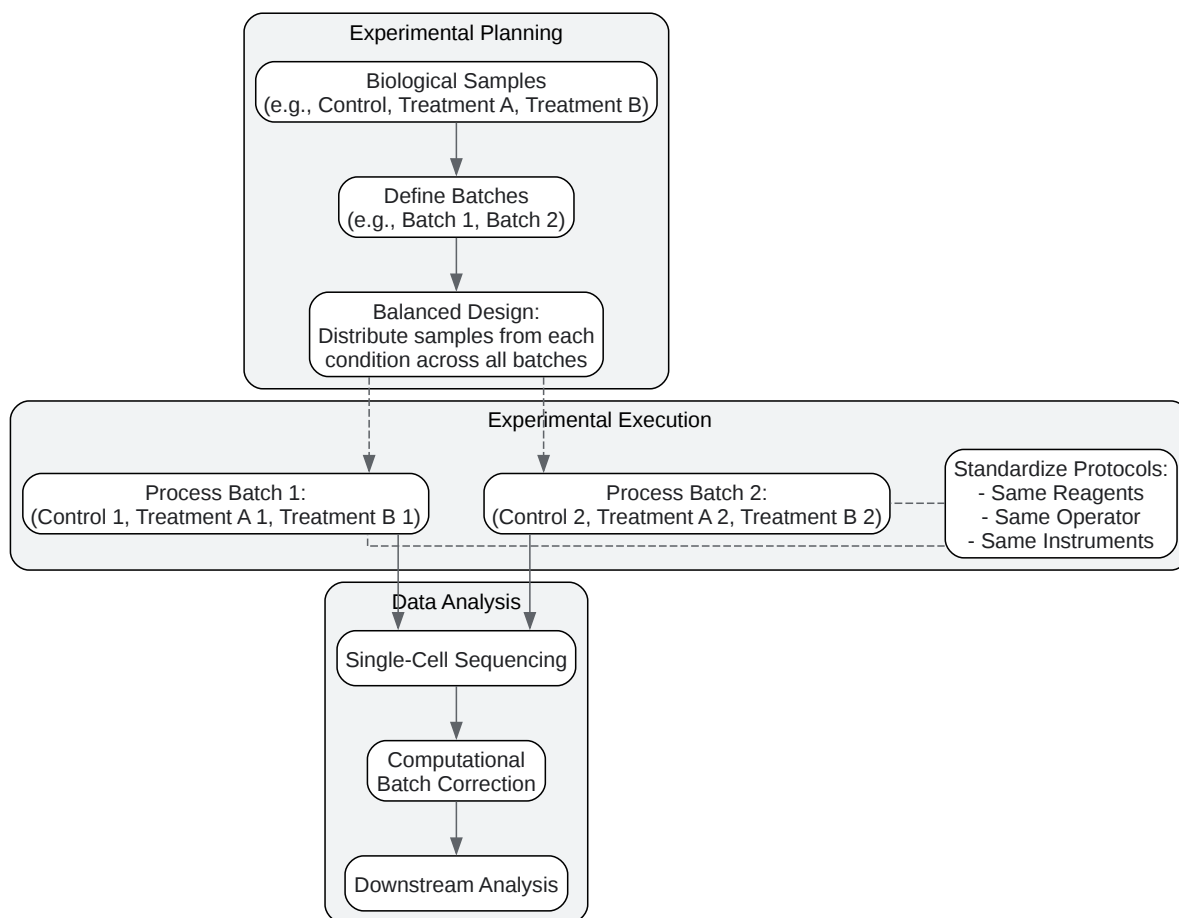 Experimental Planning
Biological Samples
(e.g., Control, Treatment A, Treatment B)
Define Batches
(e.g., Batch 1, Batch 2)
Balanced Design:
Distribute samples from each
condition across all batches
Experimental Execution
Process Batch 1:
(Control 1, Treatment A 1, Treatment B 1)
Process Batch 2:
(Control 2, Treatment A 2, Treatment B 2)
Standardize Protocols:
- Same Reagents
- Same Operator
- Same Instruments
Data Analysis
Single-Cell Sequencing
Computational
Batch Correction
Downstream Analysis